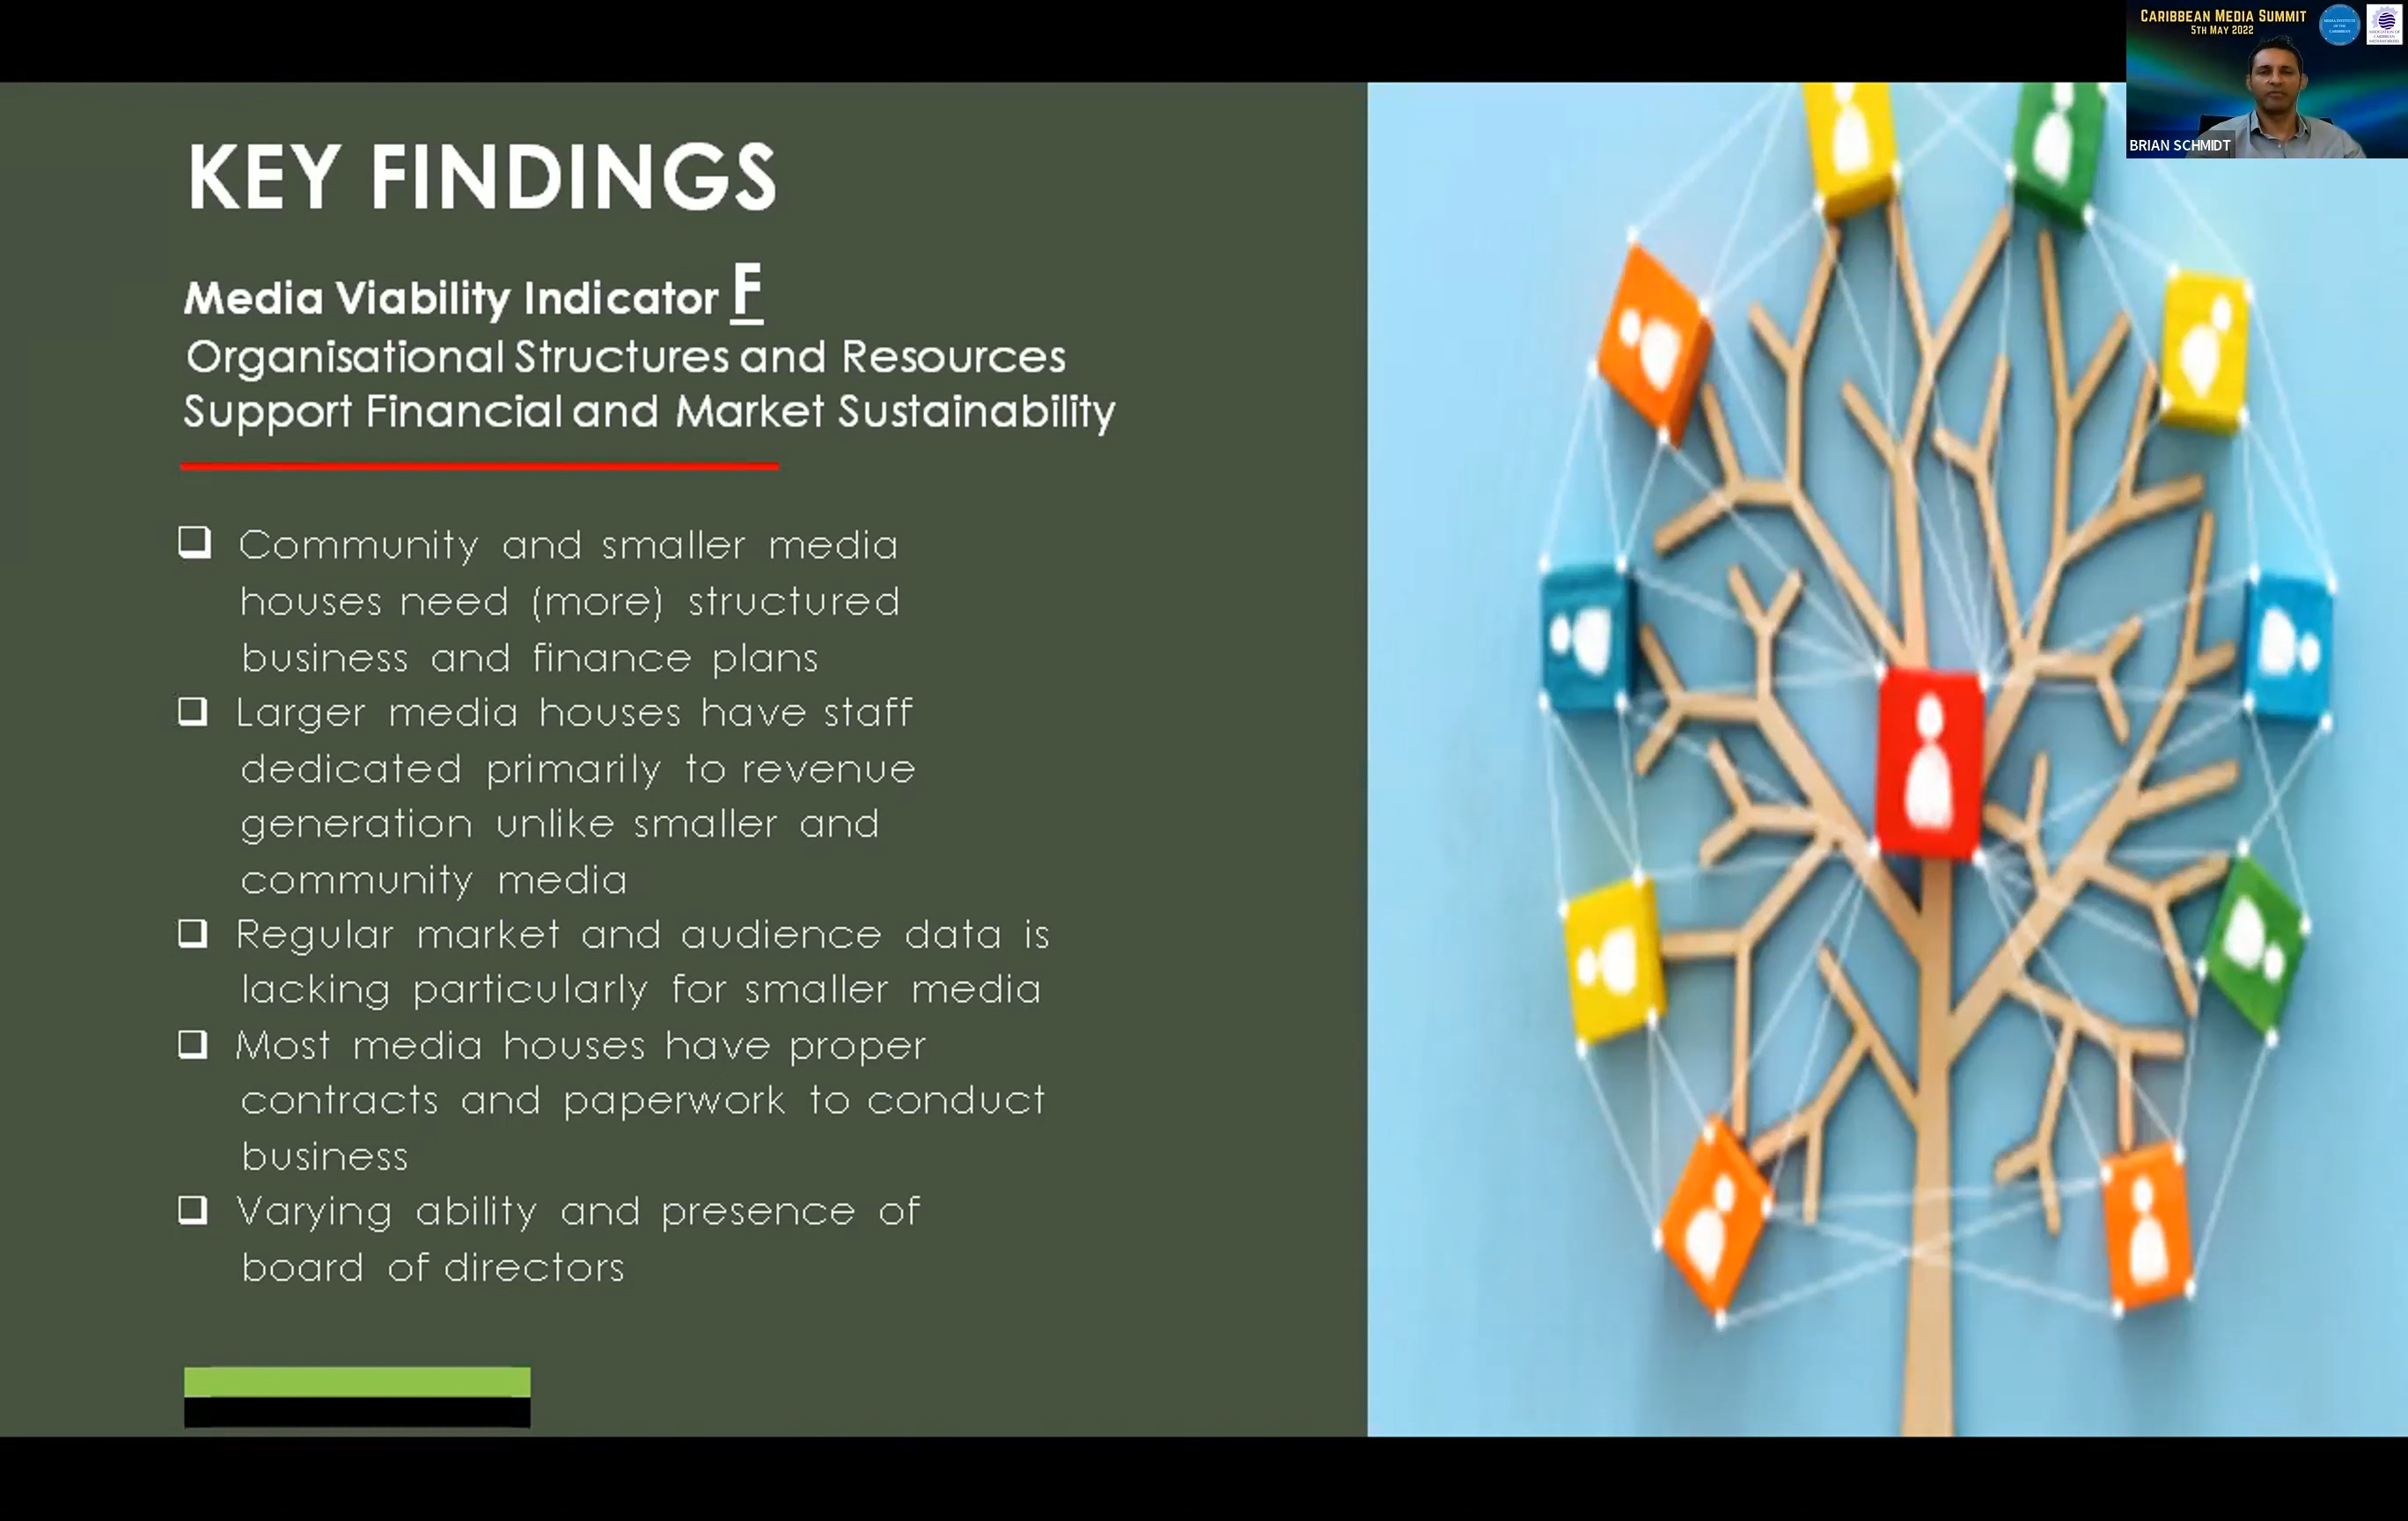 CARIBBEAN MEDIA SUMMIT
5TH MAY 2022
BRIAN SCHMIDT
KEY FINDINGS
Media Viability Indicator F
Organisational Structures and Resources
Support Financial and Market Sustainability
❑ Community and smaller media
houses need (more) structured
business and finance plans
❑ Larger media houses have staff
dedicated primarily to revenue
generation unlike smaller and
community media
❑ Regular market and audience data is
lacking particularly for smaller media
❑ Most media houses have proper
contracts and paperwork to conduct
business
❑ Varying ability and presence of
board of directors